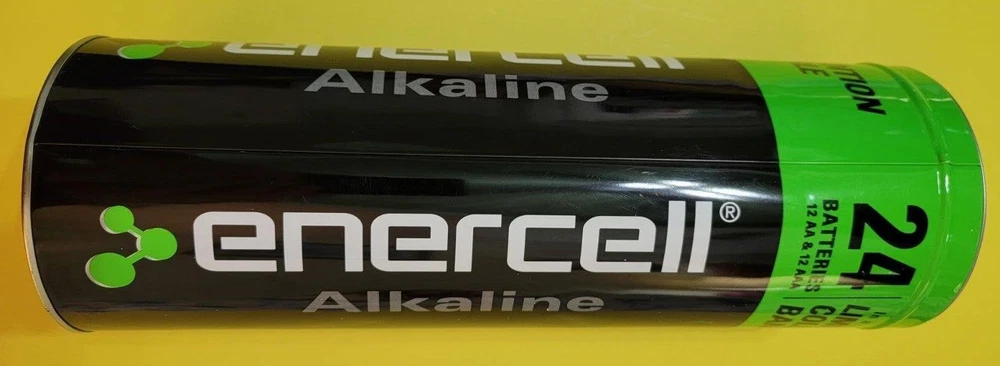 enercell
Alkaline
enercell®
Alkaline
24
BATTERIES
12 AA & 12 AAA